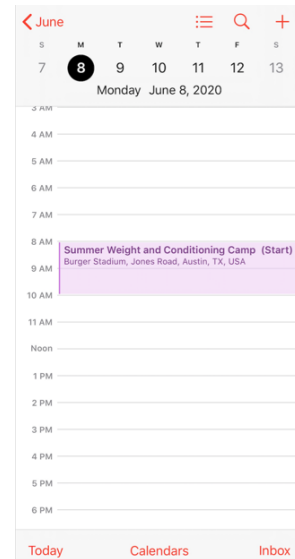 June
S M T W T F S
7 8 9 10 11 12 13
Monday June 8, 2020
3 AM
4 AM
5 AM
6 AM
7 AM
8 AM
Summer Weight and Conditioning Camp (Start)
Burger Stadium, Jones Road, Austin, TX, USA
9 AM
10 AM
11 AM
Noon
1 PM
2 PM
3 PM
4 PM
5 PM
6 PM
Today Calendars Inbox